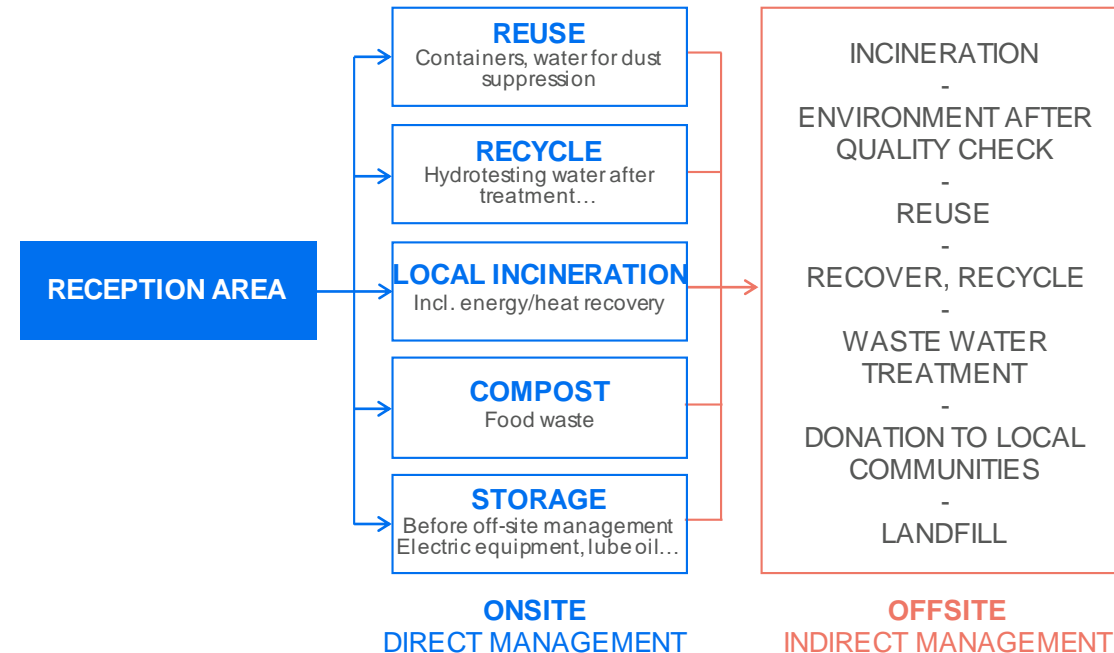 RECEPTION AREA
REUSE
Containers, water for dust
suppression
RECYCLE
Hydrotesting water after
treatment…
LOCAL INCINERATION
Incl. energy/heat recovery
COMPOST
Food waste
STORAGE
Before off-site management
Electric equipment, lube oil…
ONSITE
DIRECT MANAGEMENT
INCINERATION
-
ENVIRONMENT AFTER
QUALITY CHECK
-
REUSE
-
RECOVER, RECYCLE
-
WASTE WATER
TREATMENT
-
DONATION TO LOCAL
COMMUNITIES
-
LANDFILL
OFFSITE
INDIRECT MANAGEMENT